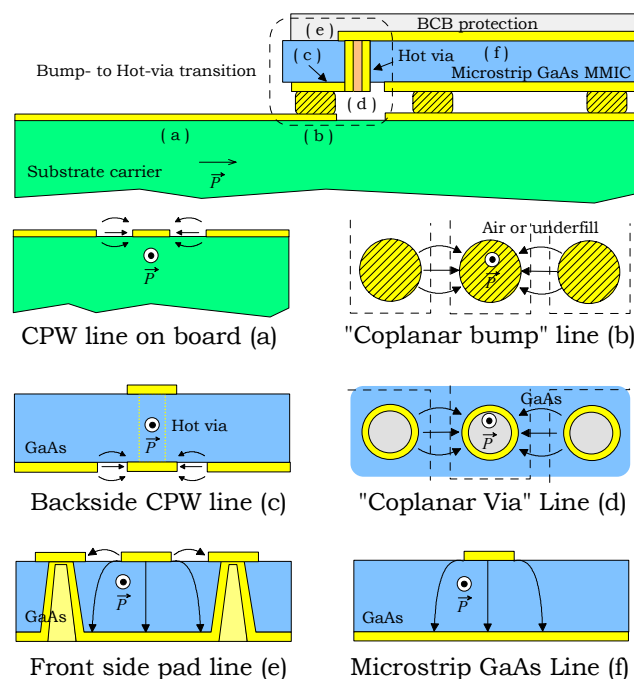 BCB protection
( e )
( c )
Hot via
( f )
Bump- to Hot-via transition
Microstrip GaAs MMIC
( d )
( a )
( b )
Substrate carrier
P
P
CPW line on board (a)
Air or underfill
P
"Coplanar bump" line (b)
Hot via
GaAs
P
Backside CPW line (c)
GaAs
P
"Coplanar Via" Line (d)
GaAs
P
Front side pad line (e)
GaAs
P
Microstrip GaAs Line (f)